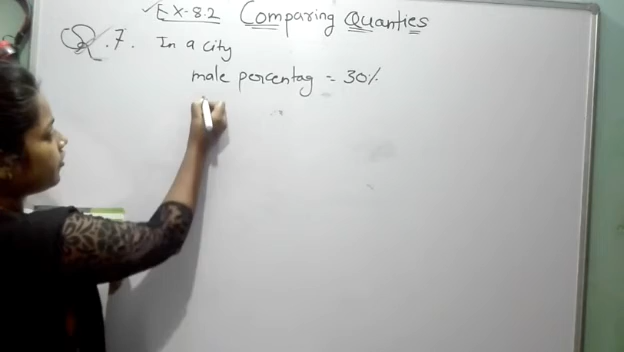 Ex-8.2 Comparing Quanties
Q.7. In a city
male percentag = 30%